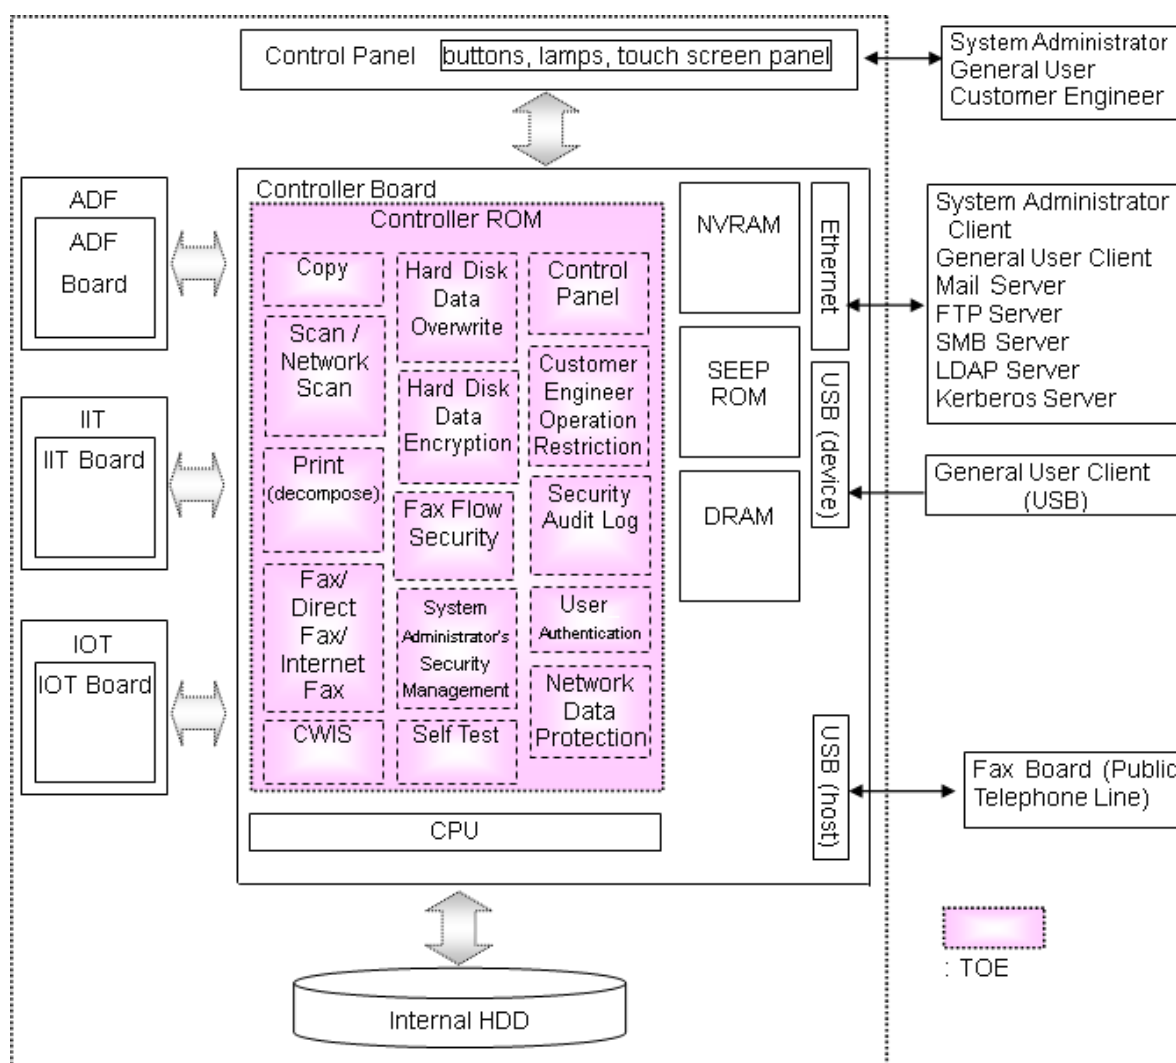 Control Panel
buttons, lamps, touch screen panel
System Administrator
General User
Customer Engineer
ADF
ADF
Board
IIT
IIT Board
IOT
IOT Board
Controller Board
Controller ROM
Copy
Scan /
Network
Scan
Print
(decompose)
Fax/
Direct
Fax/
Internet
Fax
CWIS
Hard Disk
Data
Overwrite
Hard Disk
Data
Encryption
Fax Flow
Security
System
Administrator's
Security
Management
Self Test
Control
Panel
Customer
Engineer
Operation
Restriction
Security
Audit Log
User
Authentication
Network
Data
Protection
NVRAM
SEEP
ROM
DRAM
Ethernet
USB (device)
USB (host)
CPU
Internal HDD
System Administrator
Client
General User Client
Mail Server
FTP Server
SMB Server
LDAP Server
Kerberos Server
General User Client
(USB)
Fax Board (Public
Telephone Line)
: TOE